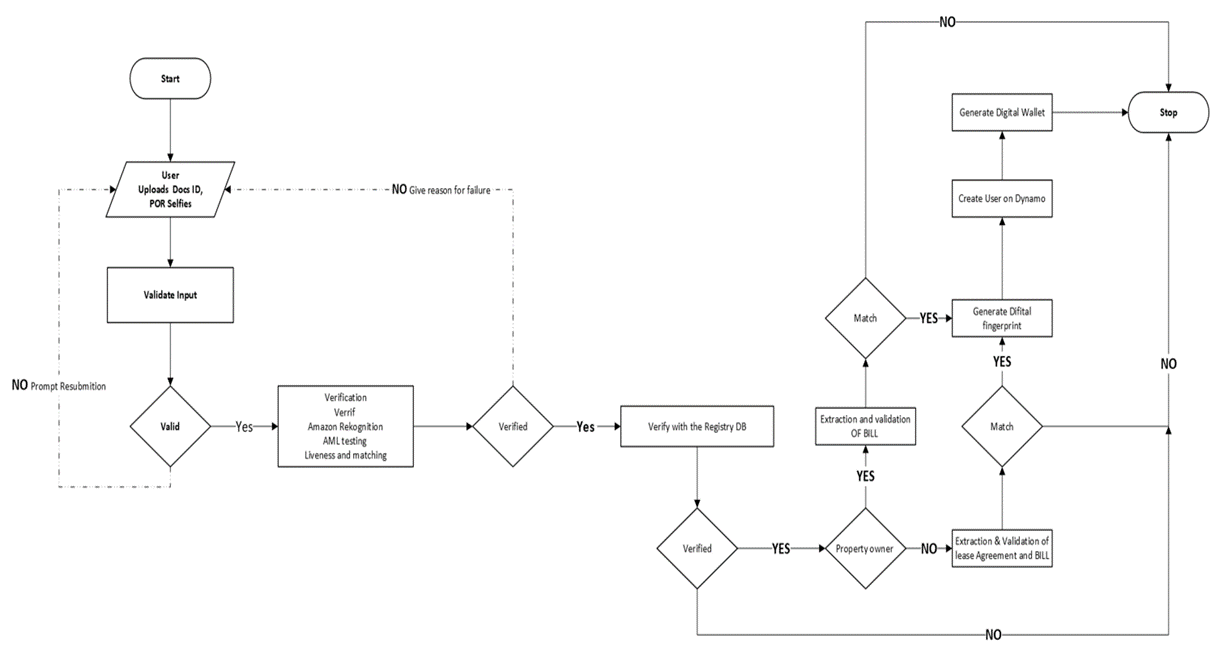 Start
User
Uploads Docs ID,
POR Selfies
Validate Input
Valid
NO Prompt Resubmition
Yes
Verification
Verrif
Amazon Rekognition
AML testing
Liveness and matching
Verified
NO Give reason for failure
Yes
Verify with the Registry DB
Verified
YES
NO
Property owner
YES
NO
Extraction and validation
OF BILL
Match
YES
NO
Extraction & Validation of
lease Agreement and BILL
Match
YES
NO
Generate Difital
fingerprint
Create User on Dynamo
Generate Digital Wallet
Stop